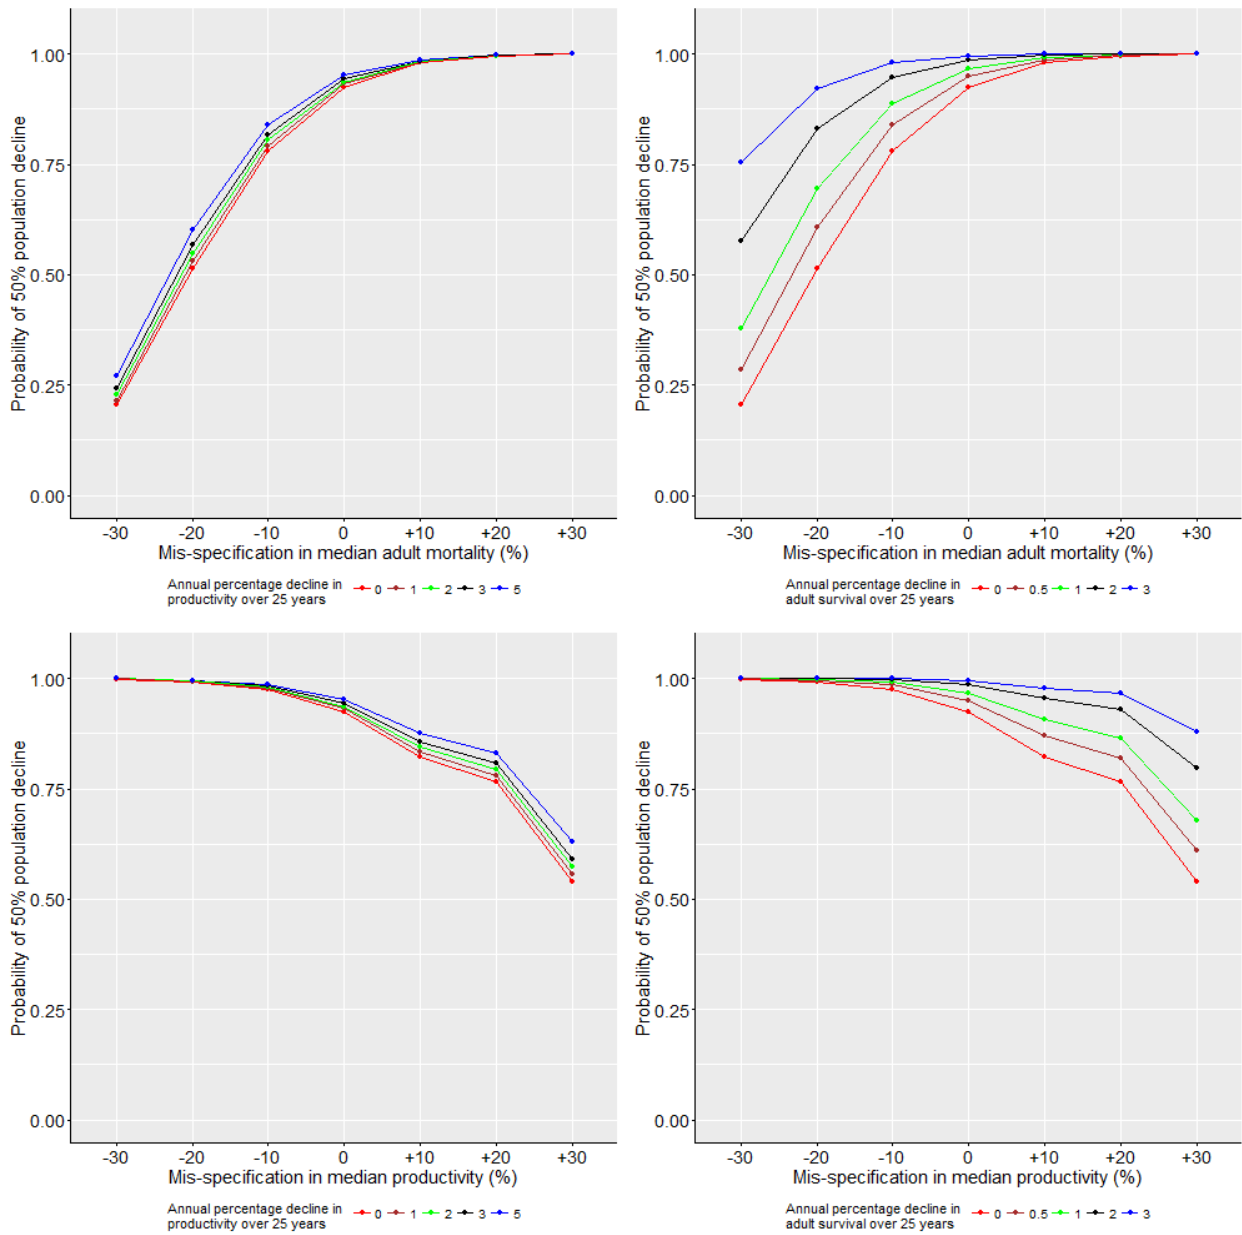 Probability of 50% population decline
1.00
0.75
0.50
0.25
0.00
-30 -20 -10 0 +10 +20 +30
Mis-specification in median adult mortality (%)
Annual percentage decline in
productivity over 25 years
0 1 2 3 5
Probability of 50% population decline
1.00
0.75
0.50
0.25
0.00
-30 -20 -10 0 +10 +20 +30
Mis-specification in median adult mortality (%)
Annual percentage decline in
adult survival over 25 years
0 0.5 1 2 3
Probability of 50% population decline
1.00
0.75
0.50
0.25
0.00
-30 -20 -10 0 +10 +20 +30
Mis-specification in median productivity (%)
Annual percentage decline in
productivity over 25 years
0 1 2 3 5
Probability of 50% population decline
1.00
0.75
0.50
0.25
0.00
-30 -20 -10 0 +10 +20 +30
Mis-specification in median productivity (%)
Annual percentage decline in
adult survival over 25 years
0 0.5 1 2 3